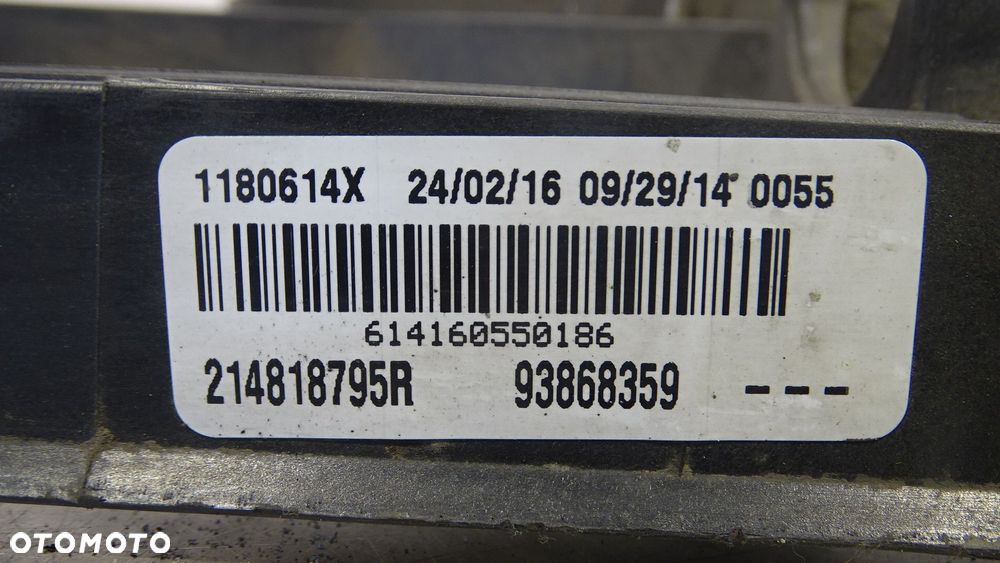 1180614X 24/02/16 09/29/14 0055
614160550186
214818795R 93868359 ---
OTOMOTO